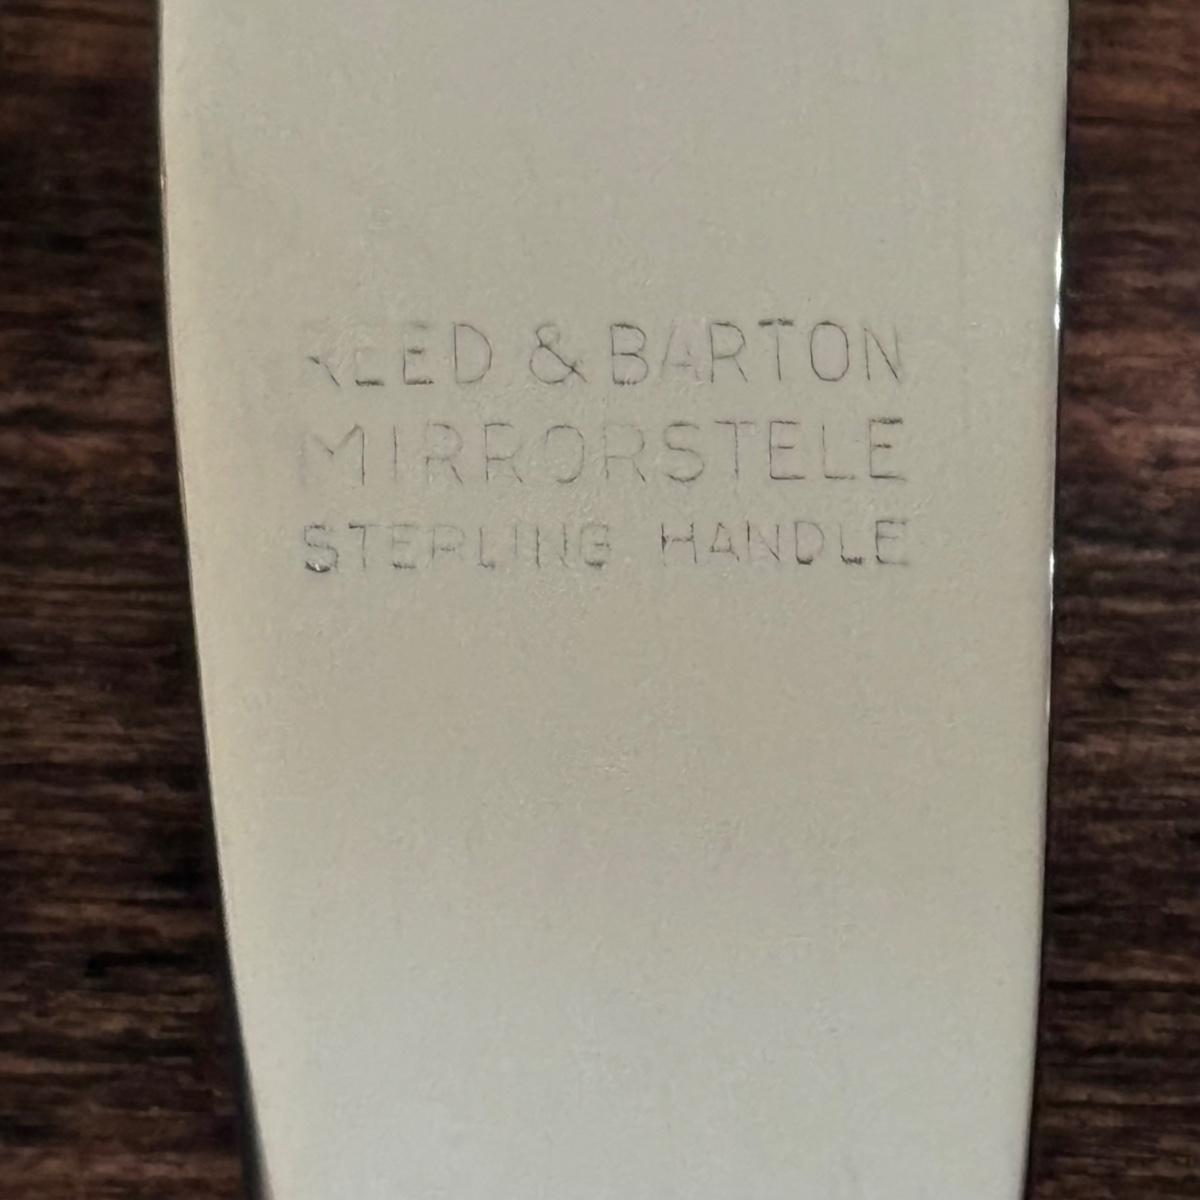 REED & BARTON
MIRRORSTELE
STERLING HANDLE